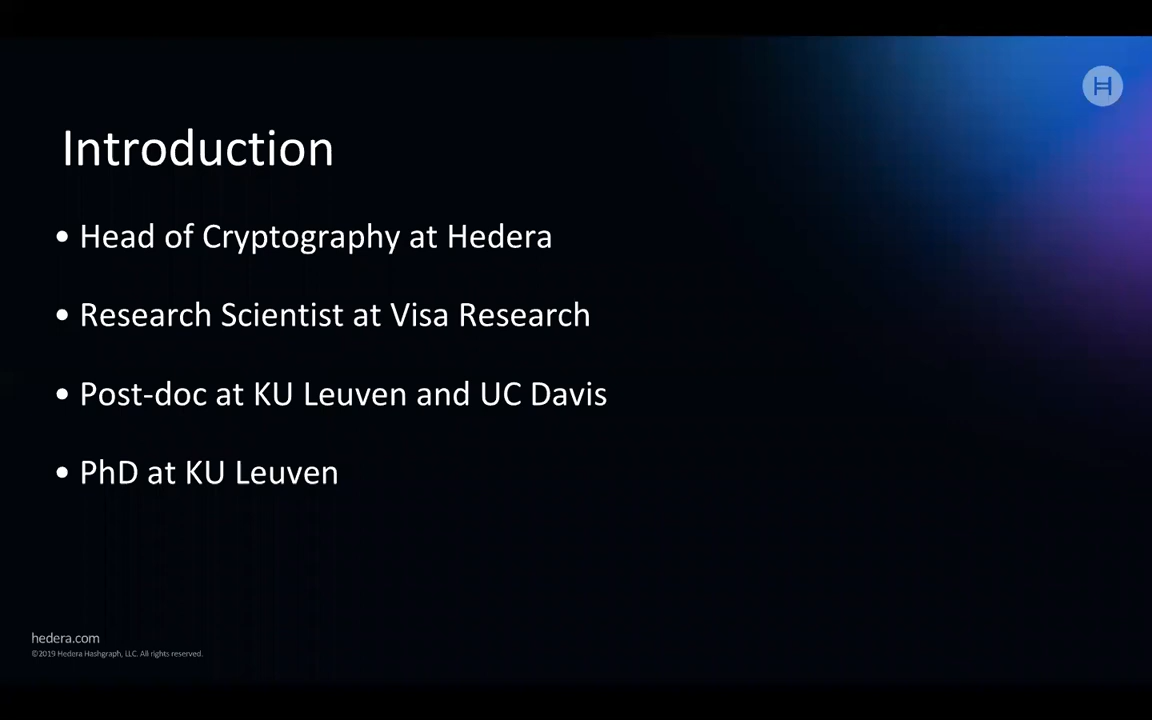 Introduction
• Head of Cryptography at Hedera
• Research Scientist at Visa Research
• Post-doc at KU Leuven and UC Davis
• PhD at KU Leuven
hedera.com
©2019 Hedera Hashgraph, LLC. All rights reserved.